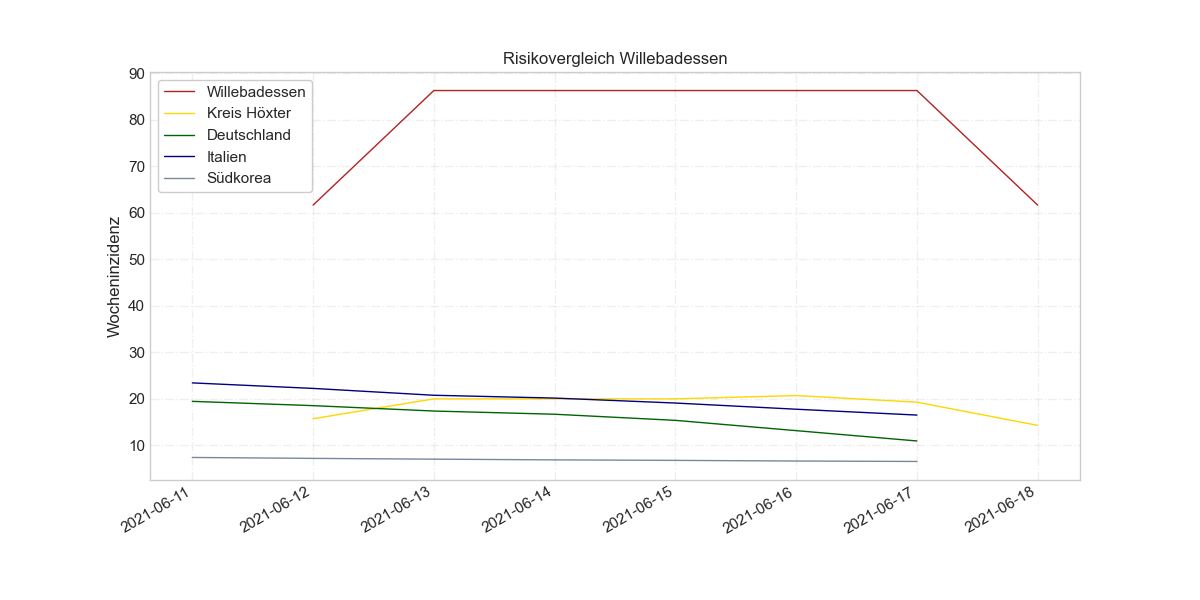 Risikovergleich Willebadessen
Wocheninzidenz
90
80
70
60
50
40
30
20
10
Willebadessen
Kreis Höxter
Deutschland
Italien
Südkorea
2021-06-11
2021-06-12
2021-06-13
2021-06-14
2021-06-15
2021-06-16
2021-06-17
2021-06-18